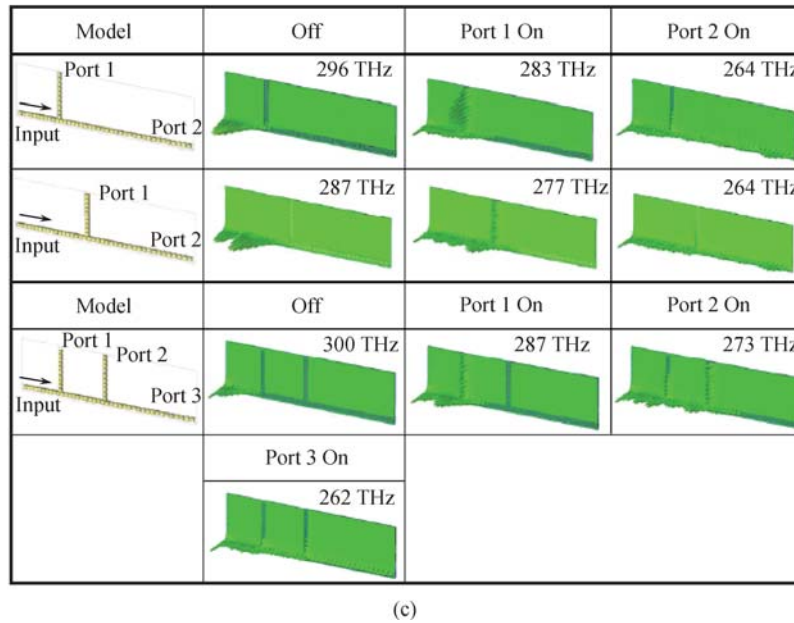 Model Off Port 1 On Port 2 On
Port 1 296 THz 283 THz 264 THz
Input Port 2
Port 1 287 THz 277 THz 264 THz
Input Port 2
Model Off Port 1 On Port 2 On
Port 1 Port 2 300 THz 287 THz 273 THz
Input Port 3
Port 3 On
262 THz
(c)